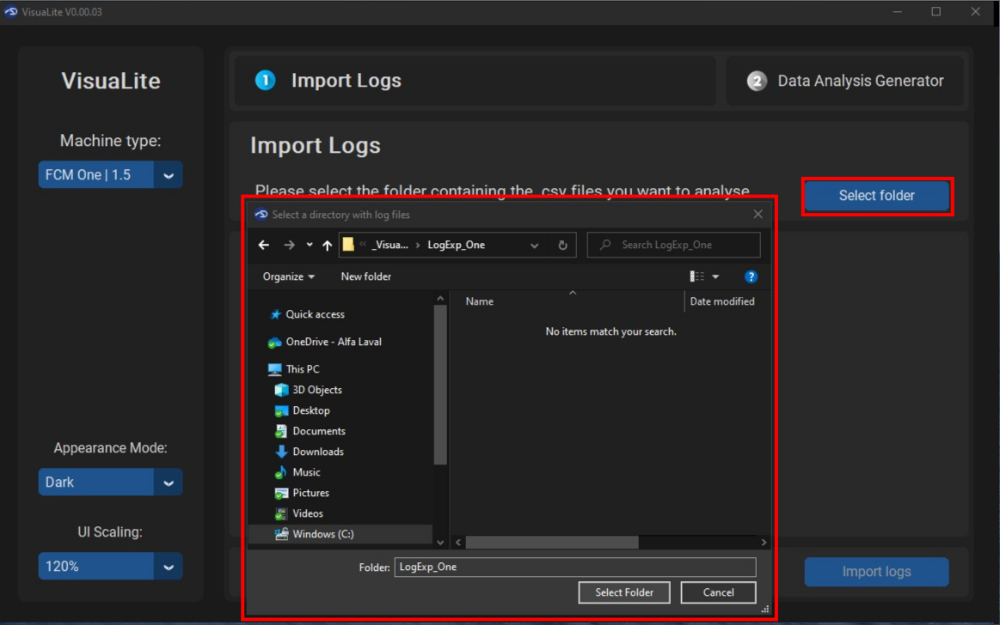 VisuaLite V0.00.03
VisuaLite
Machine type:
FCM One | 1.5
Appearance Mode:
Dark
UI Scaling:
120%
1 Import Logs
2 Data Analysis Generator
Import Logs
Please select the folder containing the .csv files you want to analyse
Select folder
Select a directory with log files
« _Visua... › LogExp_One
Search LogExp_One
Organize
New folder
?
Quick access
OneDrive - Alfa Laval
This PC
3D Objects
Desktop
Documents
Downloads
Music
Pictures
Videos
Windows (C:)
Name
Date modified
No items match your search.
Folder: LogExp_One
Select Folder
Cancel
Import logs